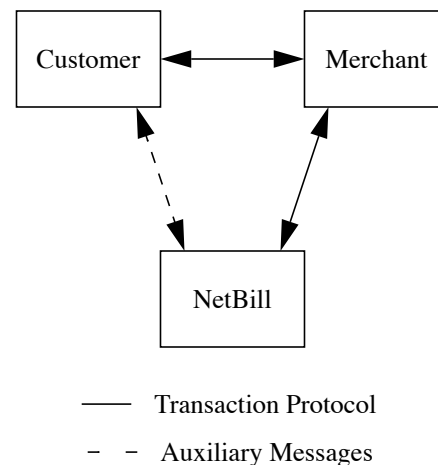 Customer
Merchant
NetBill
Transaction Protocol
Auxiliary Messages